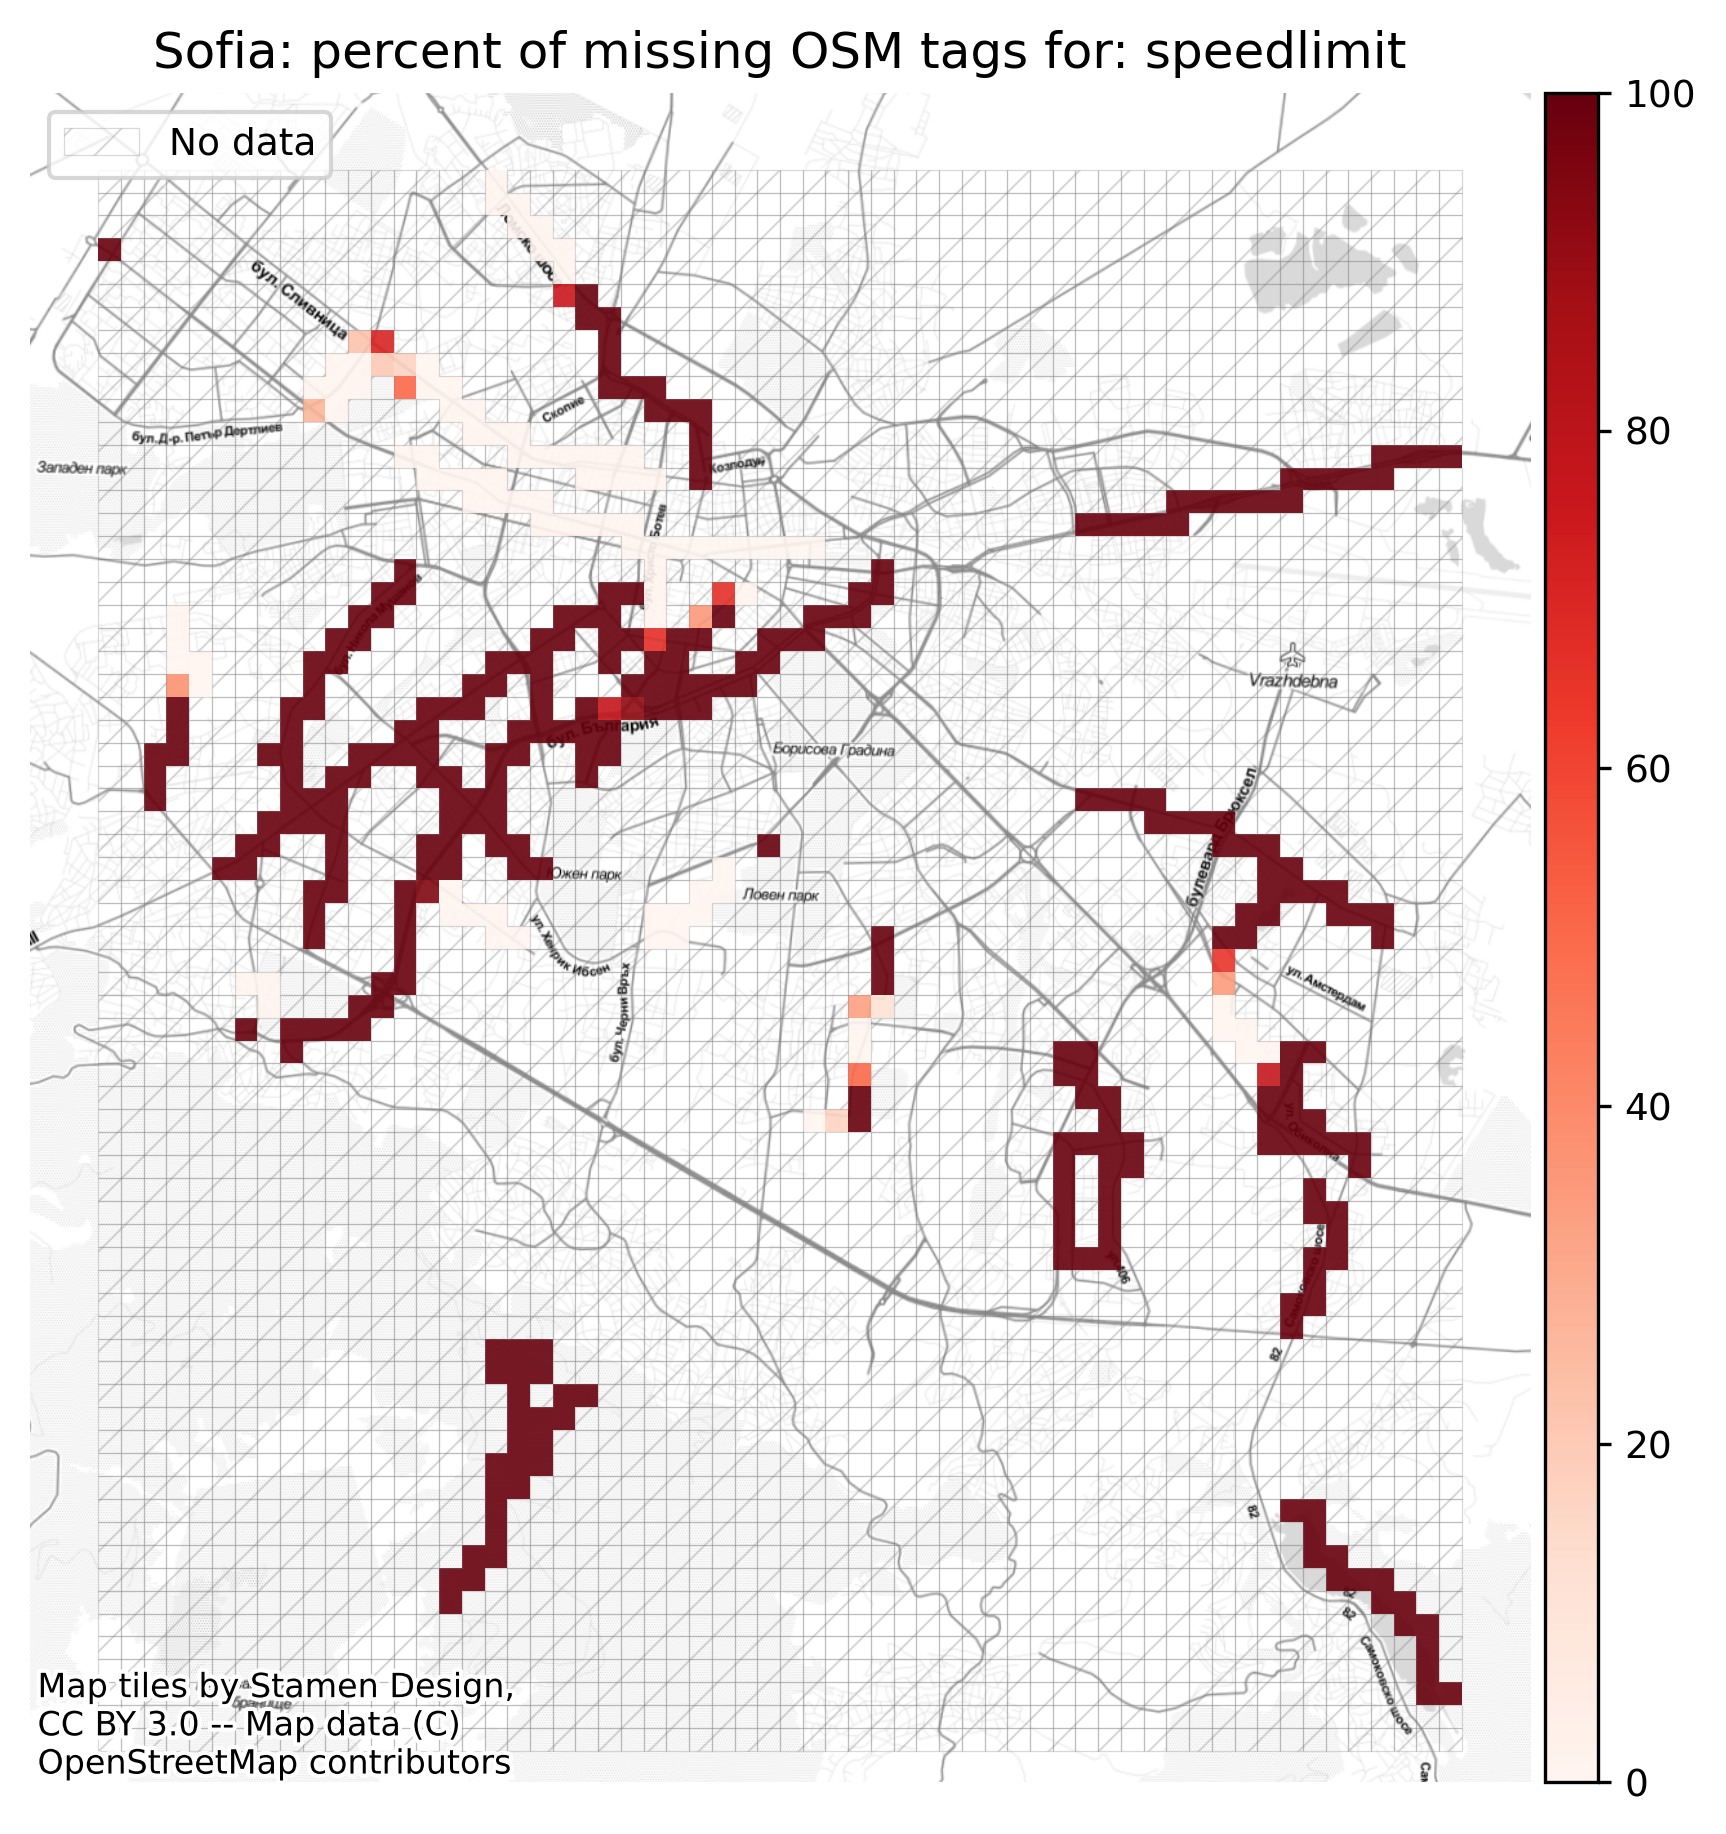 Sofia: percent of missing OSM tags for: speedlimit
No data
100
80
60
40
20
0
бул. Сливница
Скопие
бул. Д-р. Петър Дертлиев
Западен парк
Козлодуй
Ботев
Vrazhdebna
бул. България
Борисова Градина
булевард Брюксел
Южен парк
Ловен парк
ул. Хенрик Ибсен
ул. Амстердам
бул. Черни Връх
ул. Обиколна
Самоковско шосе
82
82
82
Самоковско шосе
Map tiles by Stamen Design,
CC BY 3.0 -- Map data (C)
OpenStreetMap contributors